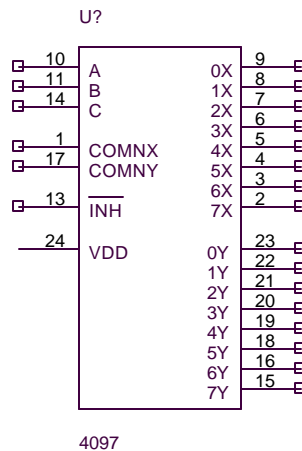 U?
10 A 0X 9
11 B 1X 8
14 C 2X 7
3X 6
1 COMNX 4X 5
17 COMNY 5X 4
6X 3
13 INH 7X 2
24 VDD 0Y 23
1Y 22
2Y 21
3Y 20
4Y 19
5Y 18
6Y 16
7Y 15
4097